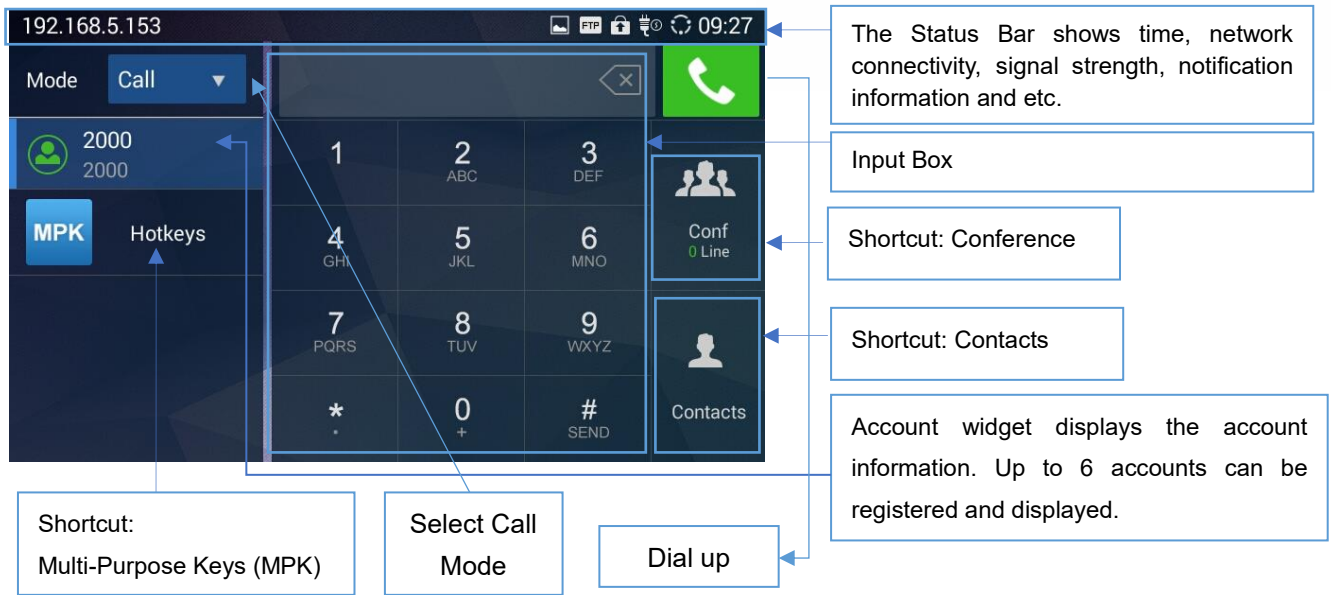 192.168.5.153
FTP
09:27
Mode
Call
2000
2000
MPK
Hotkeys
1
2
ABC
3
DEF
4
GHI
5
JKL
6
MNO
7
PQRS
8
TUV
9
WXYZ
*
.
0
+
#
SEND
Conf
0 Line
Contacts
The Status Bar shows time, network
connectivity, signal strength, notification
information and etc.
Input Box
Shortcut: Conference
Shortcut: Contacts
Account widget displays the account
information. Up to 6 accounts can be
registered and displayed.
Shortcut:
Multi-Purpose Keys (MPK)
Select Call
Mode
Dial up